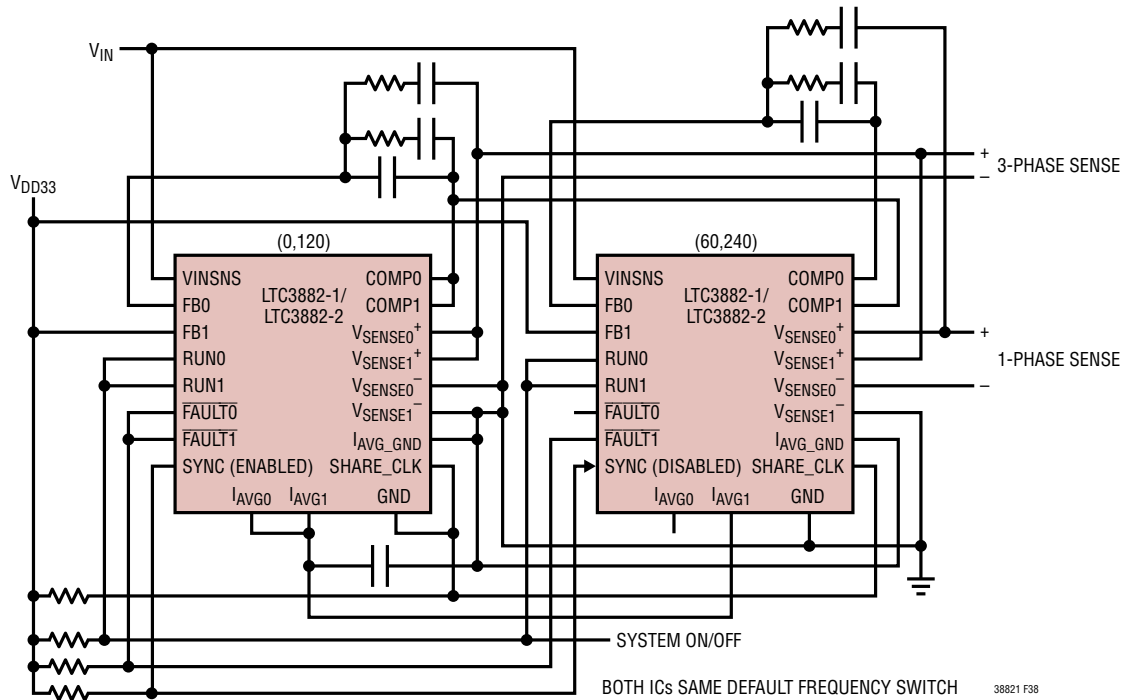 VIN
3-PHASE SENSE
+
–
VDD33
(0,120)
VINSNS
FB0
FB1
RUN0
RUN1
FAULT0
FAULT1
SYNC (ENABLED)
LTC3882-1/
LTC3882-2
COMP0
COMP1
VSENSE0+
VSENSE1+
VSENSE0–
VSENSE1–
IAVG_GND
SHARE_CLK
IAVG0
IAVG1
GND
(60,240)
VINSNS
FB0
FB1
RUN0
RUN1
FAULT0
FAULT1
SYNC (DISABLED)
LTC3882-1/
LTC3882-2
COMP0
COMP1
VSENSE0+
VSENSE1+
VSENSE0–
VSENSE1–
IAVG_GND
SHARE_CLK
IAVG0
IAVG1
GND
+
1-PHASE SENSE
–
SYSTEM ON/OFF
BOTH ICs SAME DEFAULT FREQUENCY SWITCH
38821 F38